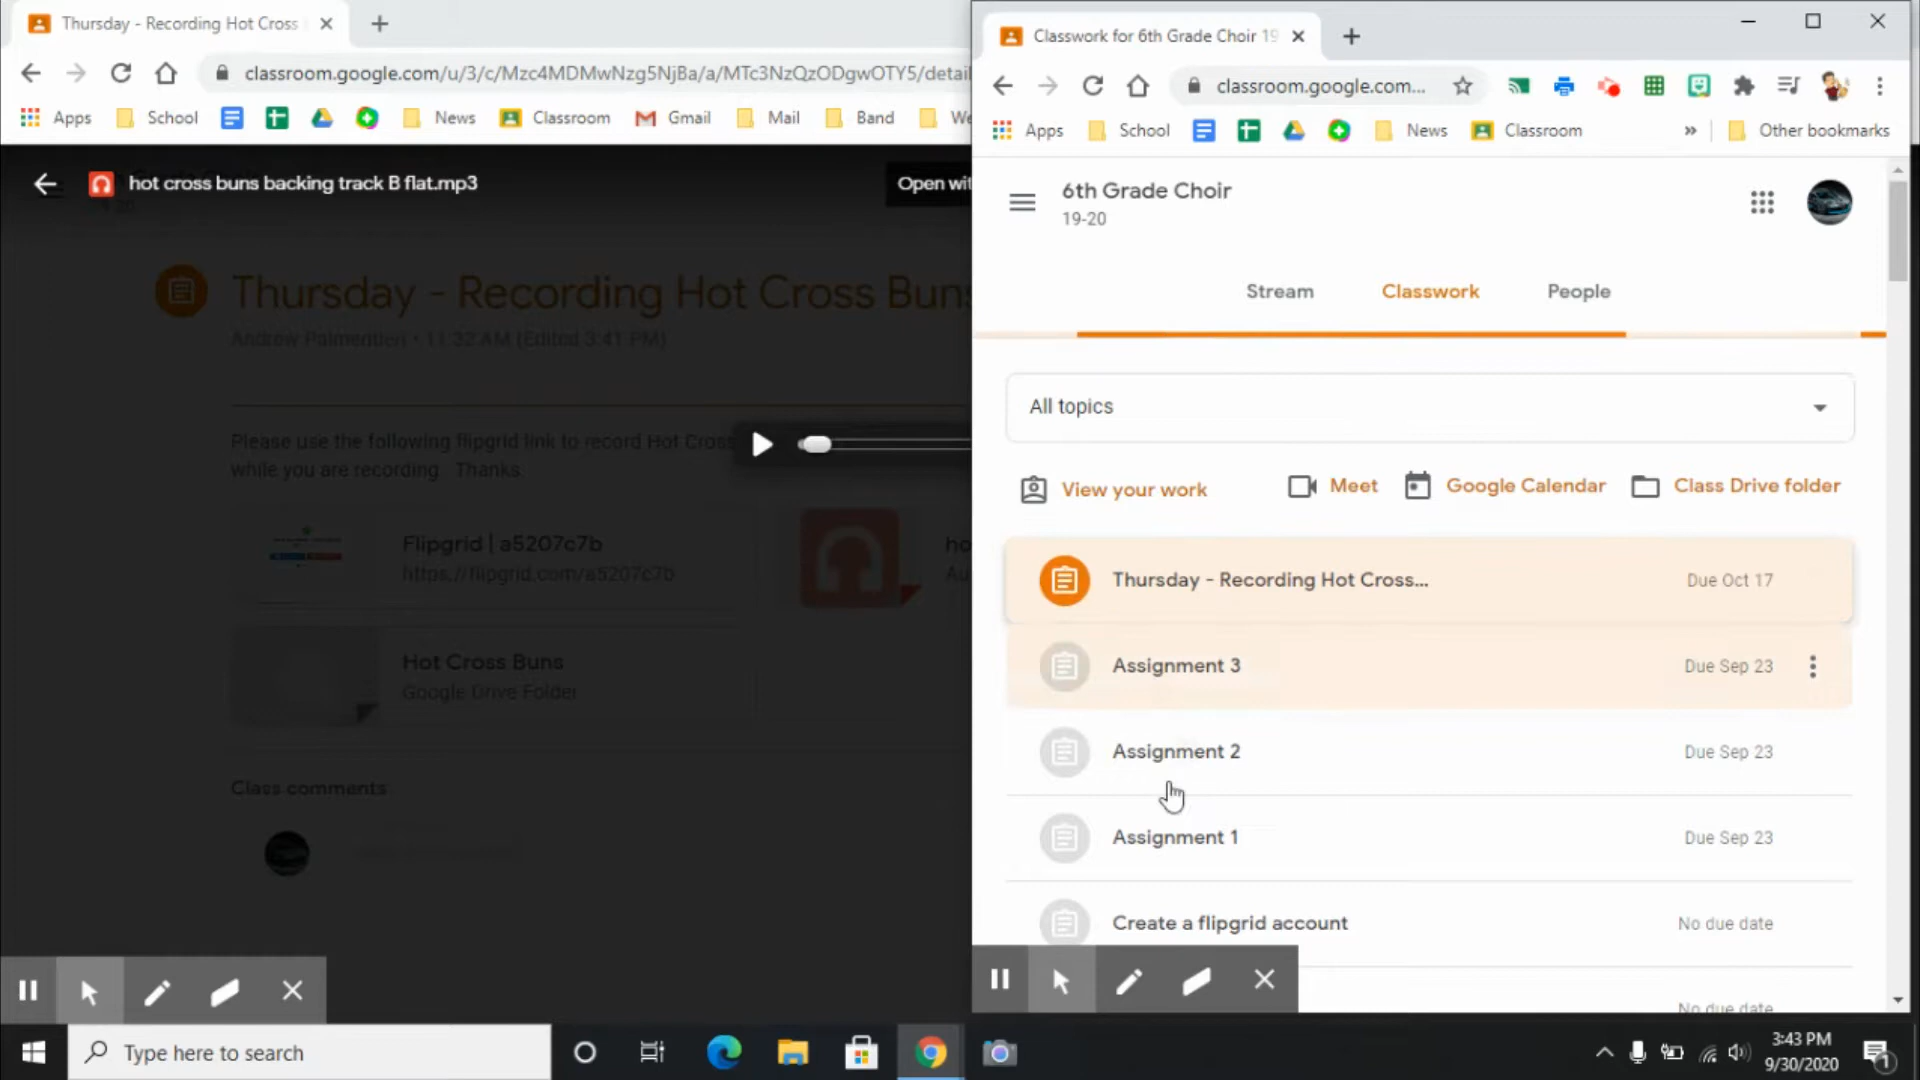 Thursday - Recording Hot Cross
classroom.google.com/u/3/c/Mzc4MDMwNzg5NjBa/a/MTc3NzQzODgwOTY5/detail
Apps School News Classroom Gmail Mail Band We
hot cross buns backing track B flat.mp3
Open wit
Thursday - Recording Hot Cross Buns
Andrew Palmentieri • 11:32 AM (Edited 3:41 PM)
Please use the following flipgrid link to record Hot Cross
while you are recording. Thanks.
Flipgrid | a5207c7b
https://flipgrid.com/a5207c7b
ho
Au
Hot Cross Buns
Google Drive Folder
Class comments
Classwork for 6th Grade Choir 19
classroom.google.com...
Apps School News Classroom » Other bookmarks
6th Grade Choir
19-20
Stream Classwork People
All topics
View your work Meet Google Calendar Class Drive folder
Thursday - Recording Hot Cross... Due Oct 17
Assignment 3 Due Sep 23
Assignment 2 Due Sep 23
Assignment 1 Due Sep 23
Create a flipgrid account No due date
No due date
Type here to search
3:43 PM
9/30/2020
1